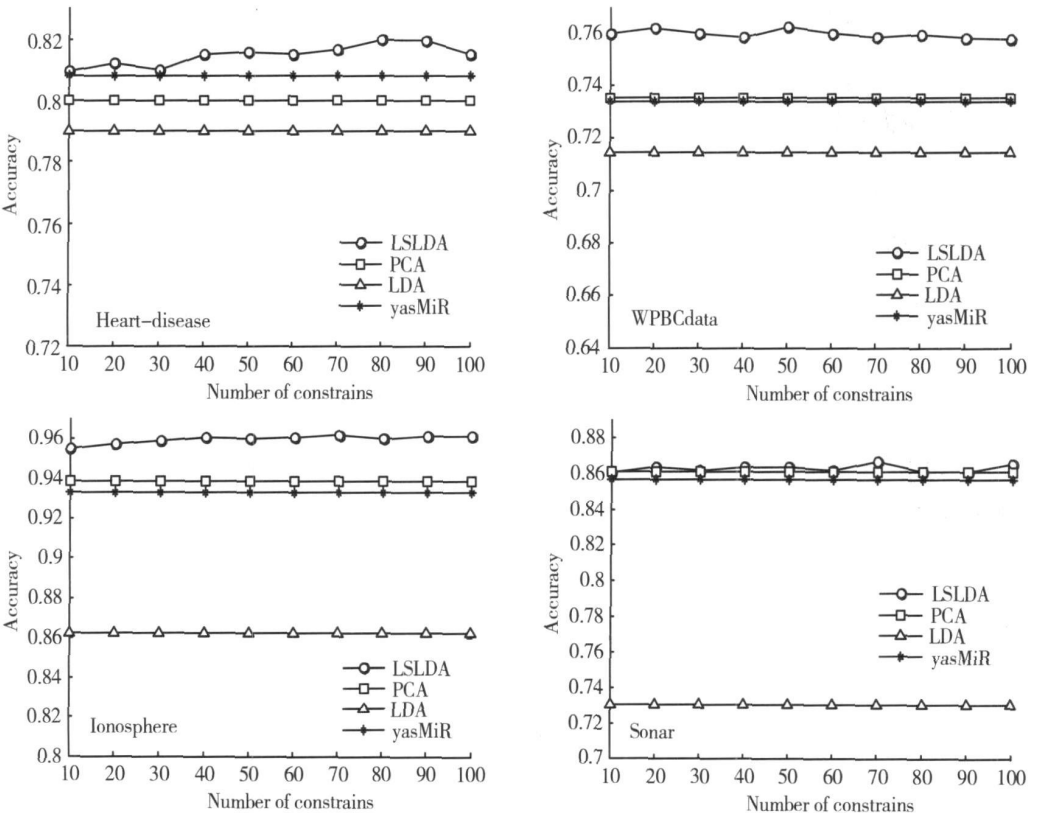 0.82
0.8
0.78
0.76
0.74
0.72
Accuracy
LSLDA
PCA
LDA
yasMiR
Heart-disease
10 20 30 40 50 60 70 80 90 100
Number of constrains
0.76
0.74
0.72
0.7
0.68
0.66
0.64
Accuracy
LSLDA
PCA
LDA
yasMiR
WPBCdata
10 20 30 40 50 60 70 80 90 100
Number of constrains
0.96
0.94
0.92
0.9
0.88
0.86
0.84
0.82
0.8
Accuracy
LSLDA
PCA
LDA
yasMiR
Ionosphere
10 20 30 40 50 60 70 80 90 100
Number of constrains
0.88
0.86
0.84
0.82
0.8
0.78
0.76
0.74
0.72
0.7
Accuracy
LSLDA
PCA
LDA
yasMiR
Sonar
10 20 30 40 50 60 70 80 90 100
Number of constrains